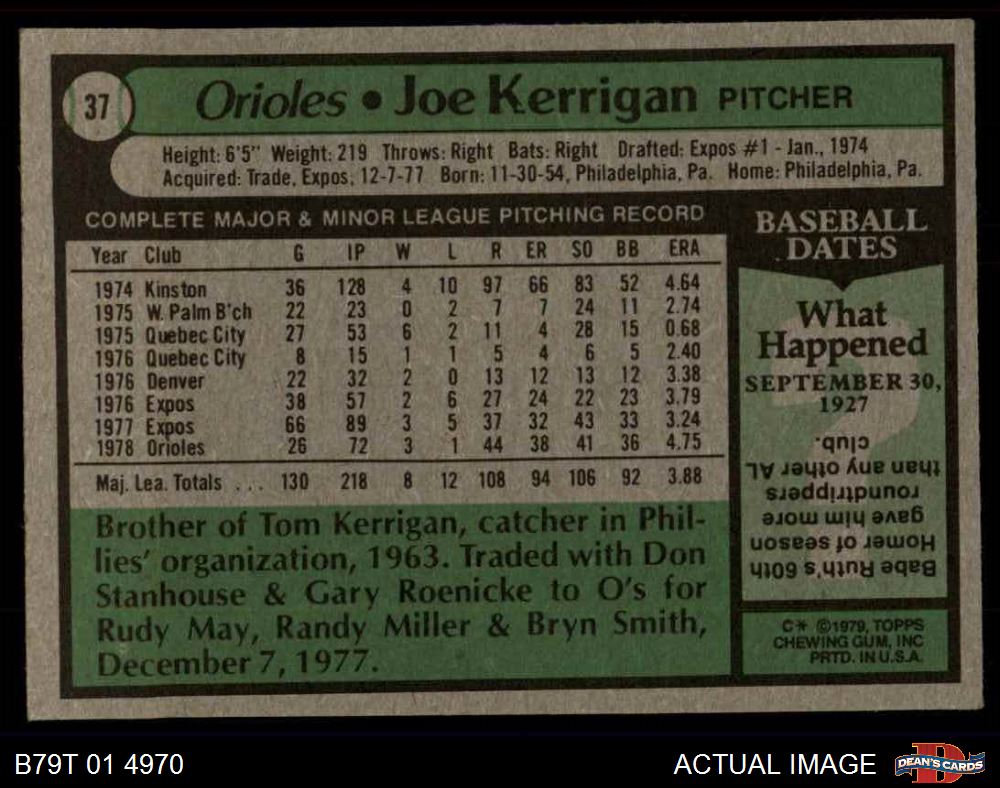 37
Orioles • Joe Kerrigan PITCHER
Height: 6'5" Weight: 219 Throws: Right Bats: Right Drafted: Expos #1 - Jan., 1974
Acquired: Trade, Expos, 12-7-77 Born: 11-30-54, Philadelphia, Pa. Home: Philadelphia, Pa.
COMPLETE MAJOR & MINOR LEAGUE PITCHING RECORD
Year Club G IP W L R ER SO BB ERA
1974 Kinston 36 128 4 10 97 66 83 52 4.64
1975 W. Palm B'ch 22 23 0 2 7 7 24 11 2.74
1975 Quebec City 27 53 6 2 11 4 28 15 0.68
1976 Quebec City 8 15 1 1 5 4 6 5 2.40
1976 Denver 22 32 2 0 13 12 13 12 3.38
1976 Expos 38 57 2 6 27 24 22 23 3.79
1977 Expos 66 89 3 5 37 32 43 33 3.24
1978 Orioles 26 72 3 1 44 38 41 36 4.75
Maj. Lea. Totals . . . 130 218 8 12 108 94 106 92 3.88
Brother of Tom Kerrigan, catcher in Phil-
lies' organization, 1963. Traded with Don
Stanhouse & Gary Roenicke to O's for
Rudy May, Randy Miller & Bryn Smith,
December 7, 1977.
BASEBALL
DATES
What
Happened
SEPTEMBER 30,
1927
Babe Ruth's 60th
Homer of season
gave him more
roundtrippers
than any other AL
club.
C* ©1979, TOPPS
CHEWING GUM, INC
PRTD. IN U.S.A.
B79T 01 4970
ACTUAL IMAGE
DEAN'S CARDS